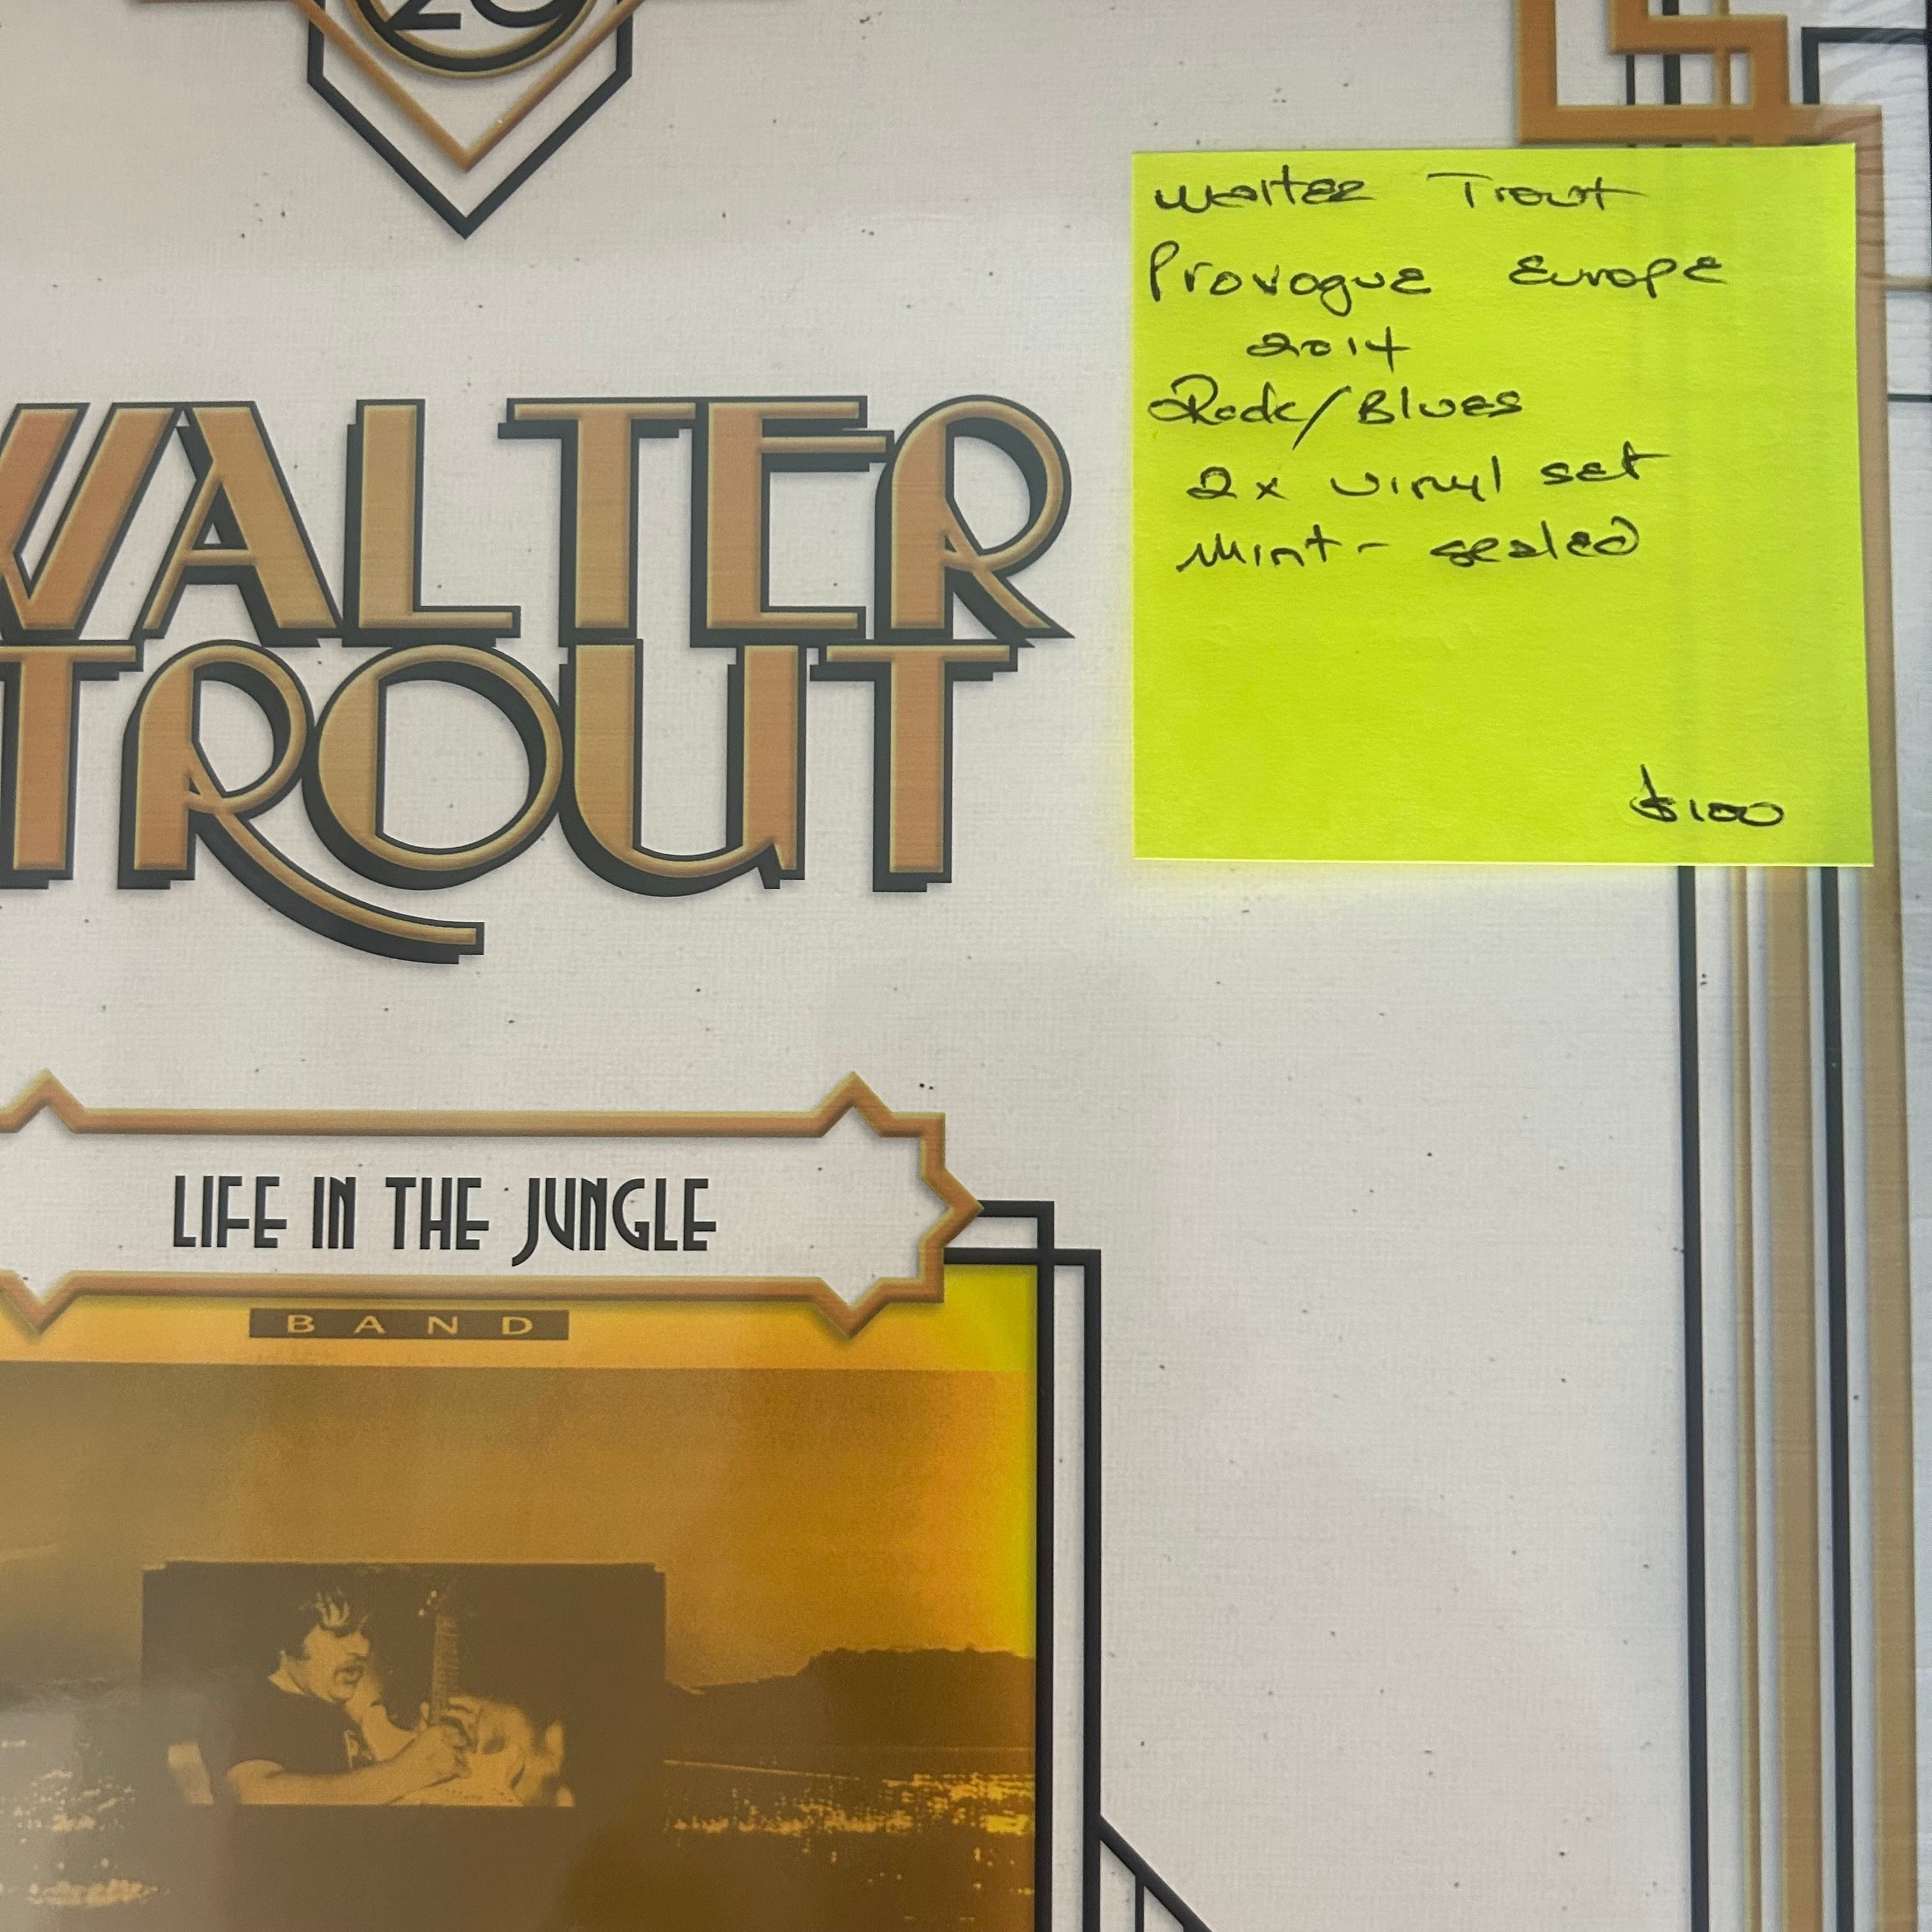 25
WALTER
TROUT
LIFE IN THE JUNGLE
BAND
Walter Trout
Provogue Europe
2014
Rock/Blues
2x vinyl set
Mint - sealed
$100